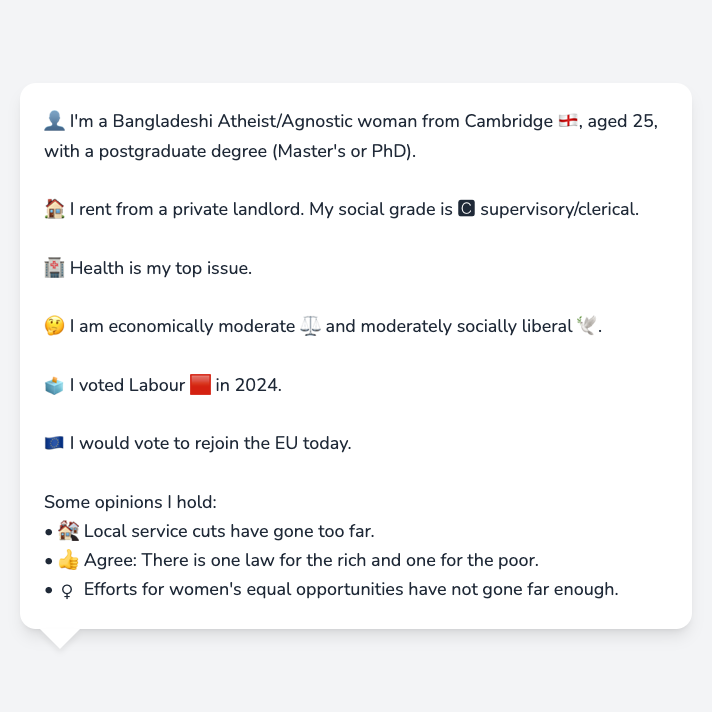 👤 I'm a Bangladeshi Atheist/Agnostic woman from Cambridge 🏴󠁧󠁢󠁥󠁮󠁧󠁿, aged 25,
with a postgraduate degree (Master's or PhD).
🏠 I rent from a private landlord. My social grade is 🅲 supervisory/clerical.
🏥 Health is my top issue.
🤔 I am economically moderate ⚖️ and moderately socially liberal 🕊️.
🗳️ I voted Labour 🟥 in 2024.
🇪🇺 I would vote to rejoin the EU today.
Some opinions I hold:
• 🏘️ Local service cuts have gone too far.
• 👍 Agree: There is one law for the rich and one for the poor.
• ♀ Efforts for women's equal opportunities have not gone far enough.